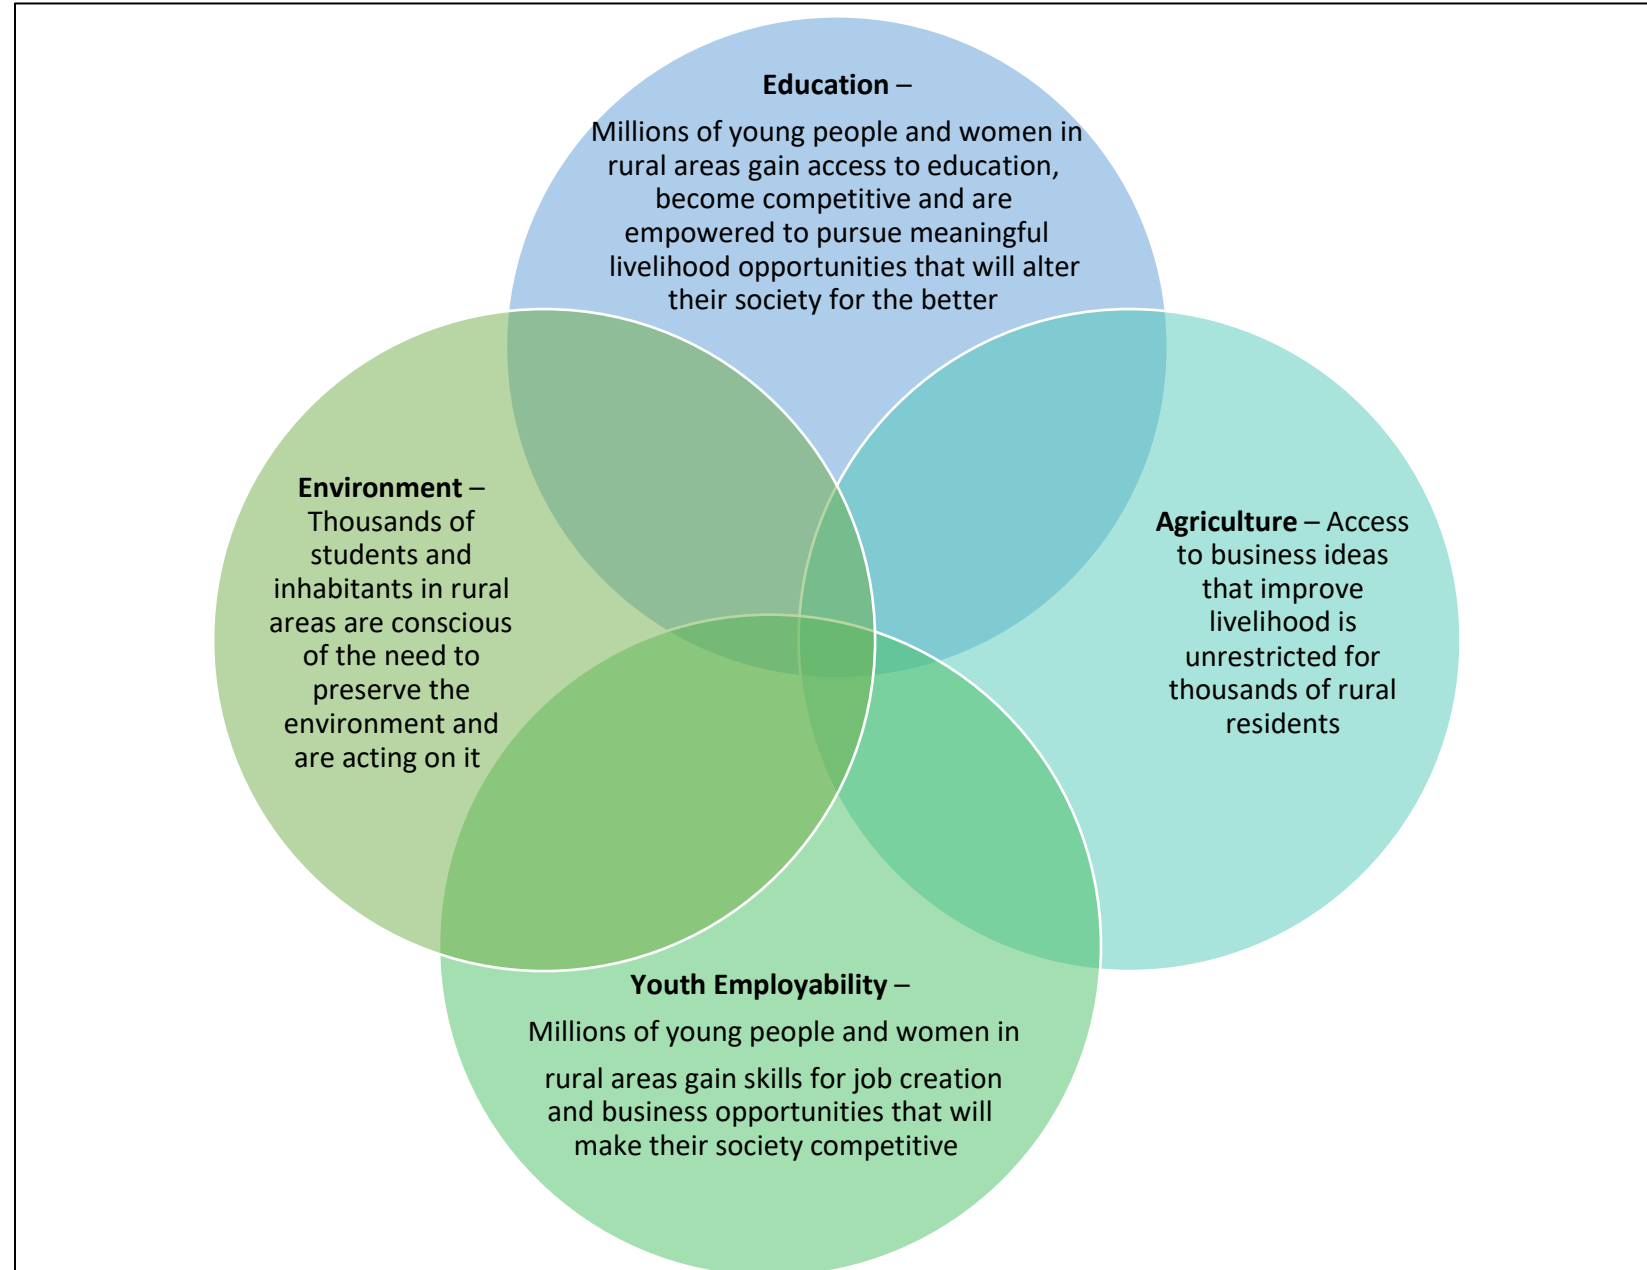 Education –
Millions of young people and women in
rural areas gain access to education,
become competitive and are
empowered to pursue meaningful
livelihood opportunities that will alter
their society for the better
Environment –
Thousands of
students and
inhabitants in rural
areas are conscious
of the need to
preserve the
environment and
are acting on it
Agriculture – Access
to business ideas
that improve
livelihood is
unrestricted for
thousands of rural
residents
Youth Employability –
Millions of young people and women in
rural areas gain skills for job creation
and business opportunities that will
make their society competitive